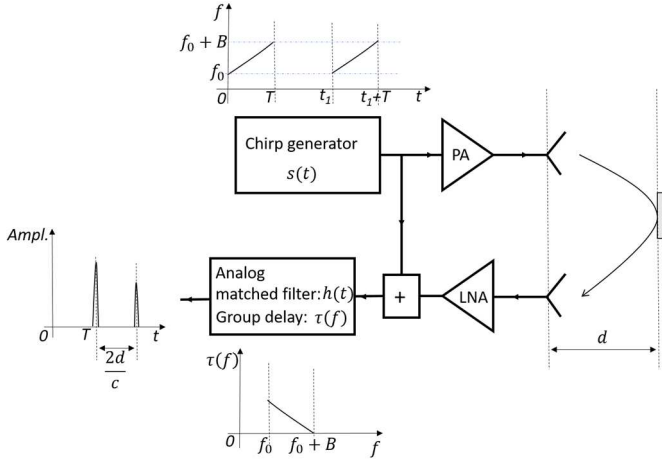 f
f₀ + B
f₀
0
T
t₁
t₁+T
t
Chirp generator
s(t)
PA
Ampl.
0
T
t
2d
c
Analog
matched filter: h(t)
Group delay: τ(f)
+
LNA
d
τ(f)
0
f₀
f₀ + B
f